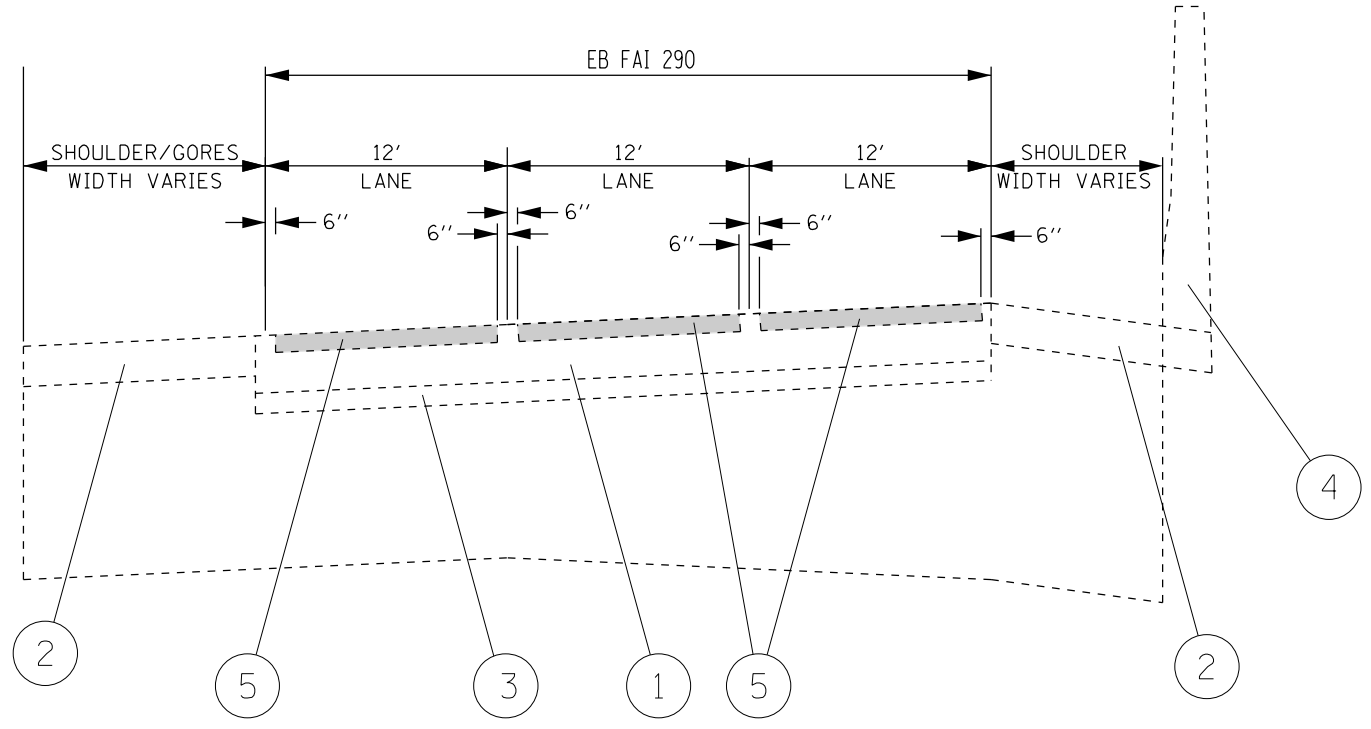 EB FAI 290
SHOULDER/GORES
WIDTH VARIES
12'
LANE
12'
LANE
12'
LANE
SHOULDER
WIDTH VARIES
6''
6''
6''
6''
6''
6''
4
2
5
3
1
5
2